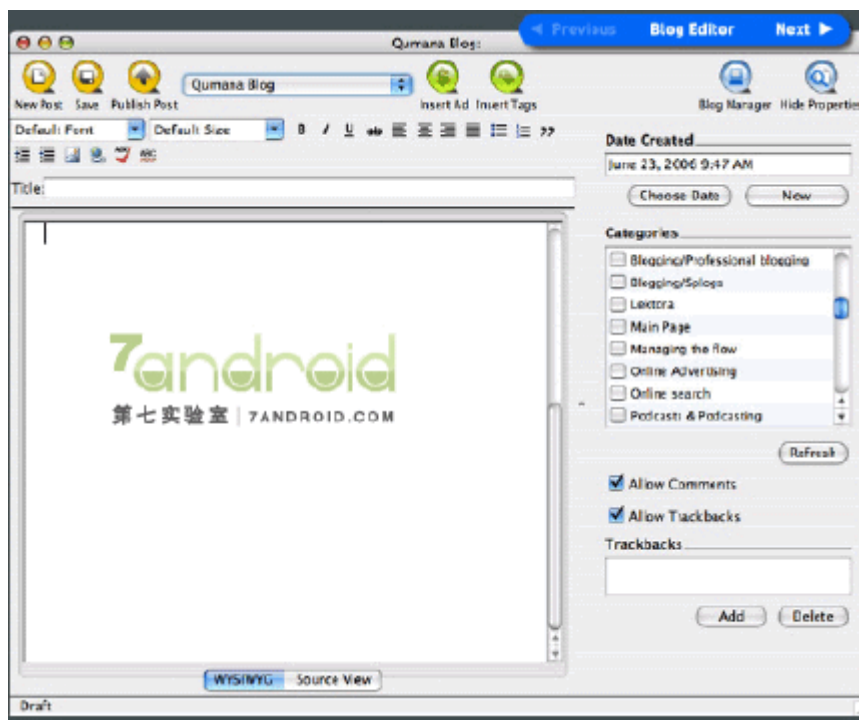 Previous Blog Editor Next
Qumana Blog:
Qumana Blog
New Post Save Publish Post Insert Ad Insert Tags Blog Manager Hide Properties
Default Font Default Size B I U abc
ABC
Date Created
June 23, 2006 9:47 AM
Choose Date Now
Title:
Categories
Blogging/Professional blogging
Blogging/Splogs
Lektora
Main Page
Managing the flow
Online Advertising
Online search
Podcasts & Podcasting
7android
第七实验室 | 7ANDROID.COM
Refresh
Allow Comments
Allow Trackbacks
Trackbacks
Add Delete
WYSIWYG Source View
Draft